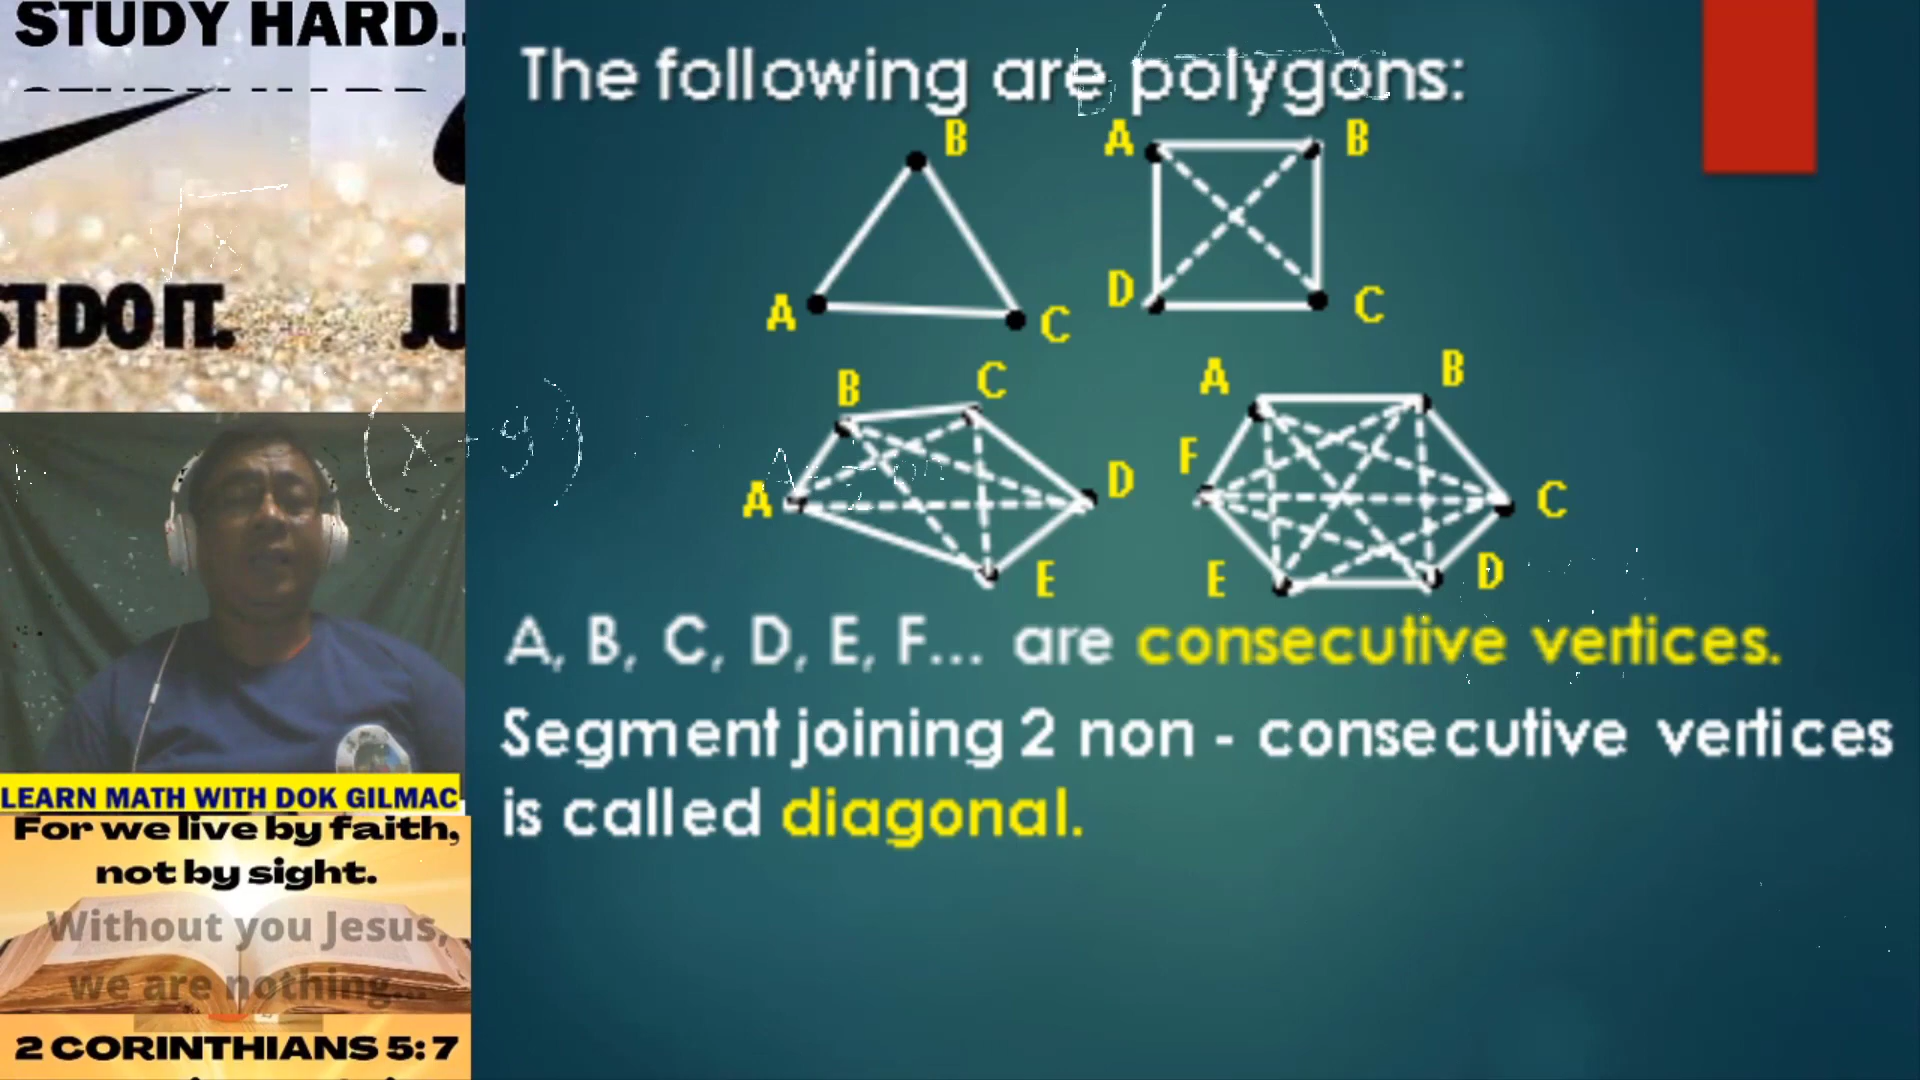 STUDY HARD..
ST DO IT.
JU
LEARN MATH WITH DOK GILMAC
For we live by faith,
not by sight.
Without you Jesus,
we are nothing...
2 CORINTHIANS 5:7
The following are polygons:
B
A
C
A
B
D
C
B
C
A
D
E
A
B
F
C
E
D
A, B, C, D, E, F... are consecutive vertices.
Segment joining 2 non - consecutive vertices
is called diagonal.